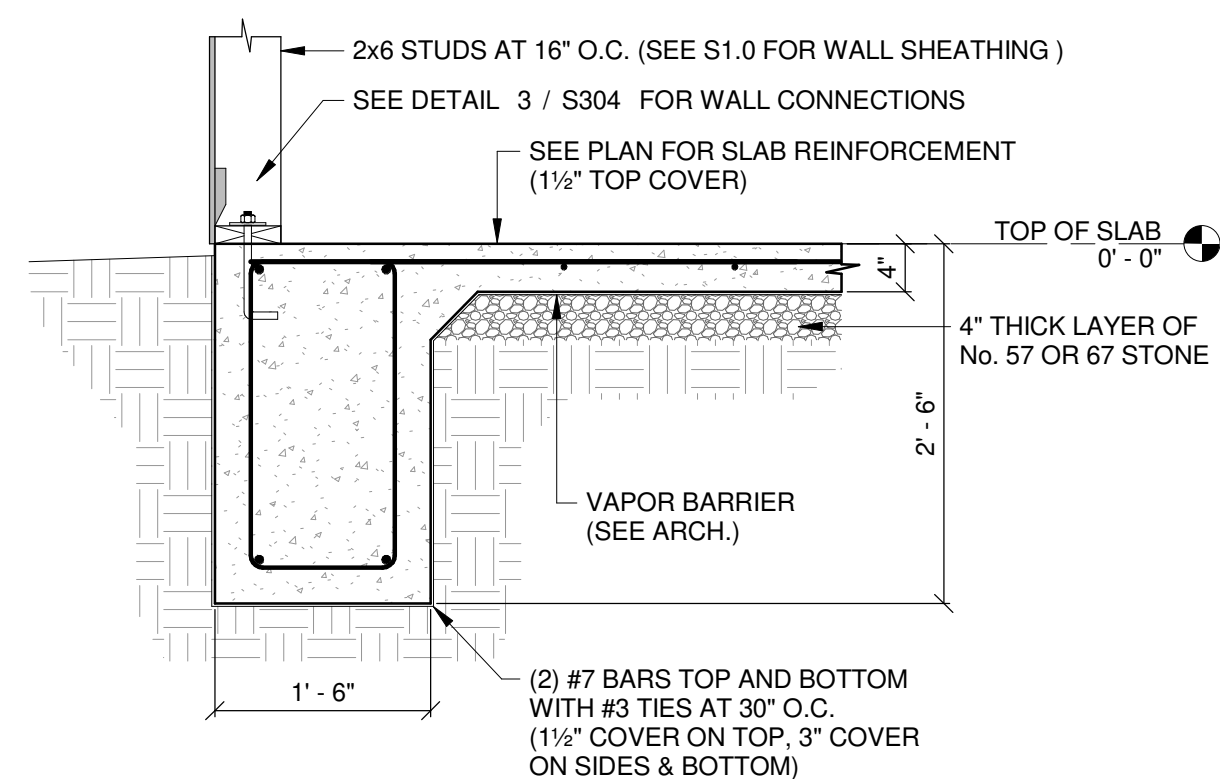 2x6 STUDS AT 16" O.C. (SEE S1.0 FOR WALL SHEATHING )
SEE DETAIL 3 / S304 FOR WALL CONNECTIONS
SEE PLAN FOR SLAB REINFORCEMENT
(1½" TOP COVER)
TOP OF SLAB
0' - 0"
4"
4" THICK LAYER OF
No. 57 OR 67 STONE
2' - 6"
VAPOR BARRIER
(SEE ARCH.)
1' - 6"
(2) #7 BARS TOP AND BOTTOM
WITH #3 TIES AT 30" O.C.
(1½" COVER ON TOP, 3" COVER
ON SIDES & BOTTOM)